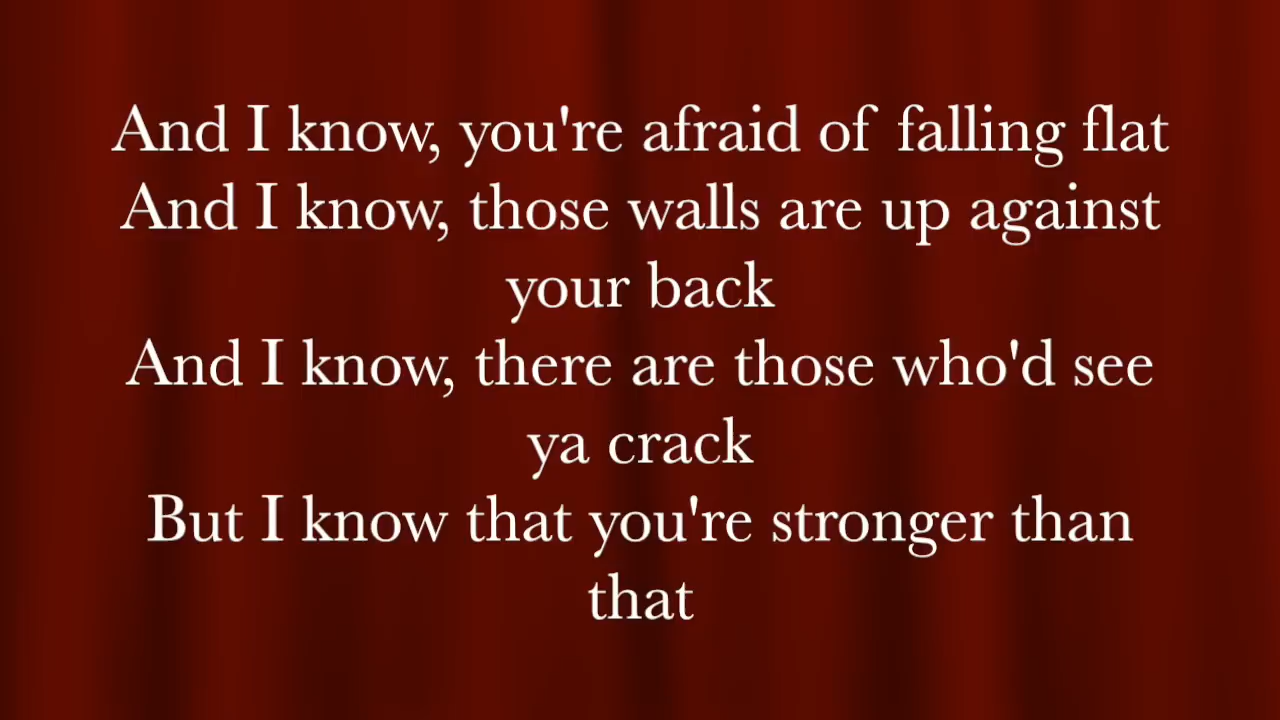 And I know, you're afraid of falling flat
And I know, those walls are up against
your back
And I know, there are those who'd see
ya crack
But I know that you're stronger than
that